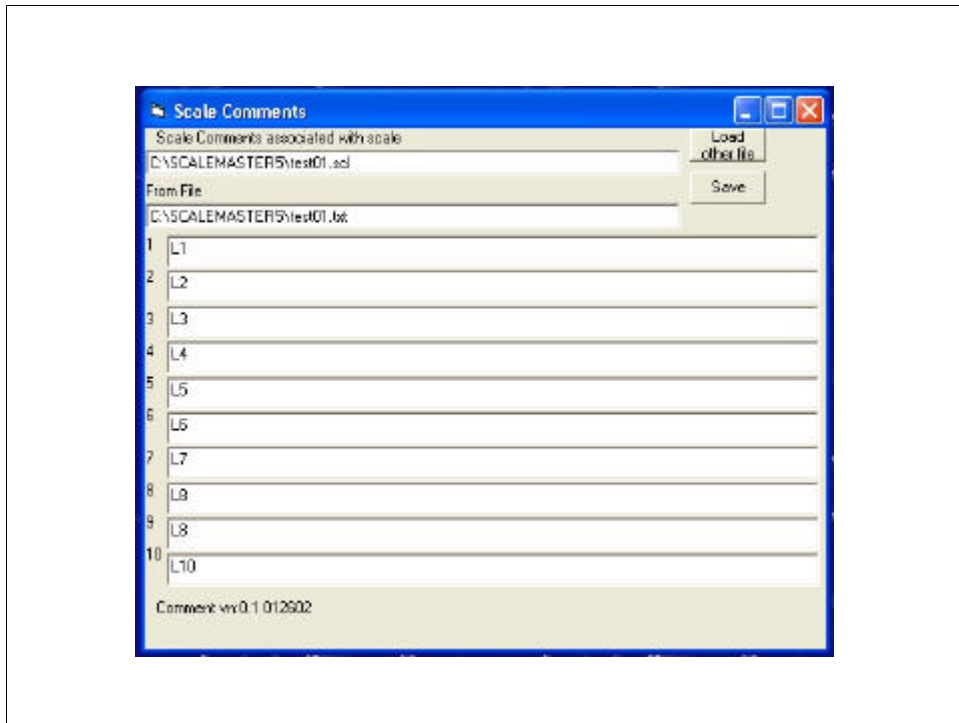 Scale Comments
Scale Comments associated with scale
Load
other file
C:\SCALEMASTER5\test01.scl
From File
Save
C:\SCALEMASTER5\test01.txt
1 L1
2 L2
3 L3
4 L4
5 L5
6 L6
7 L7
8 L8
9 L8
10 L10
Comment vn:0.1 012602